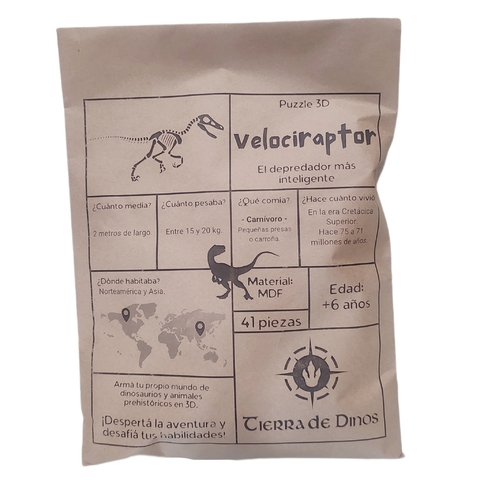 Puzzle 3D
Velociraptor
El depredador más
inteligente
¿Cuánto medía?
2 metros de largo.
¿Cuánto pesaba?
Entre 15 y 20 kg.
¿Qué comía?
- Carnívoro -
Pequeñas presas
o carroña.
¿Hace cuánto vivió
En la era Cretácica
Superior.
Hace 75 a 71
millones de años.
¿Dónde habitaba?
Norteamérica y Asia.
Material:
MDF
41 piezas
Edad:
+6 años
Armá tu propio mundo de
dinosaurios y animales
prehistóricos en 3D.
¡Despertá la aventura y
desafiá tus habilidades!
Tierra de Dinos